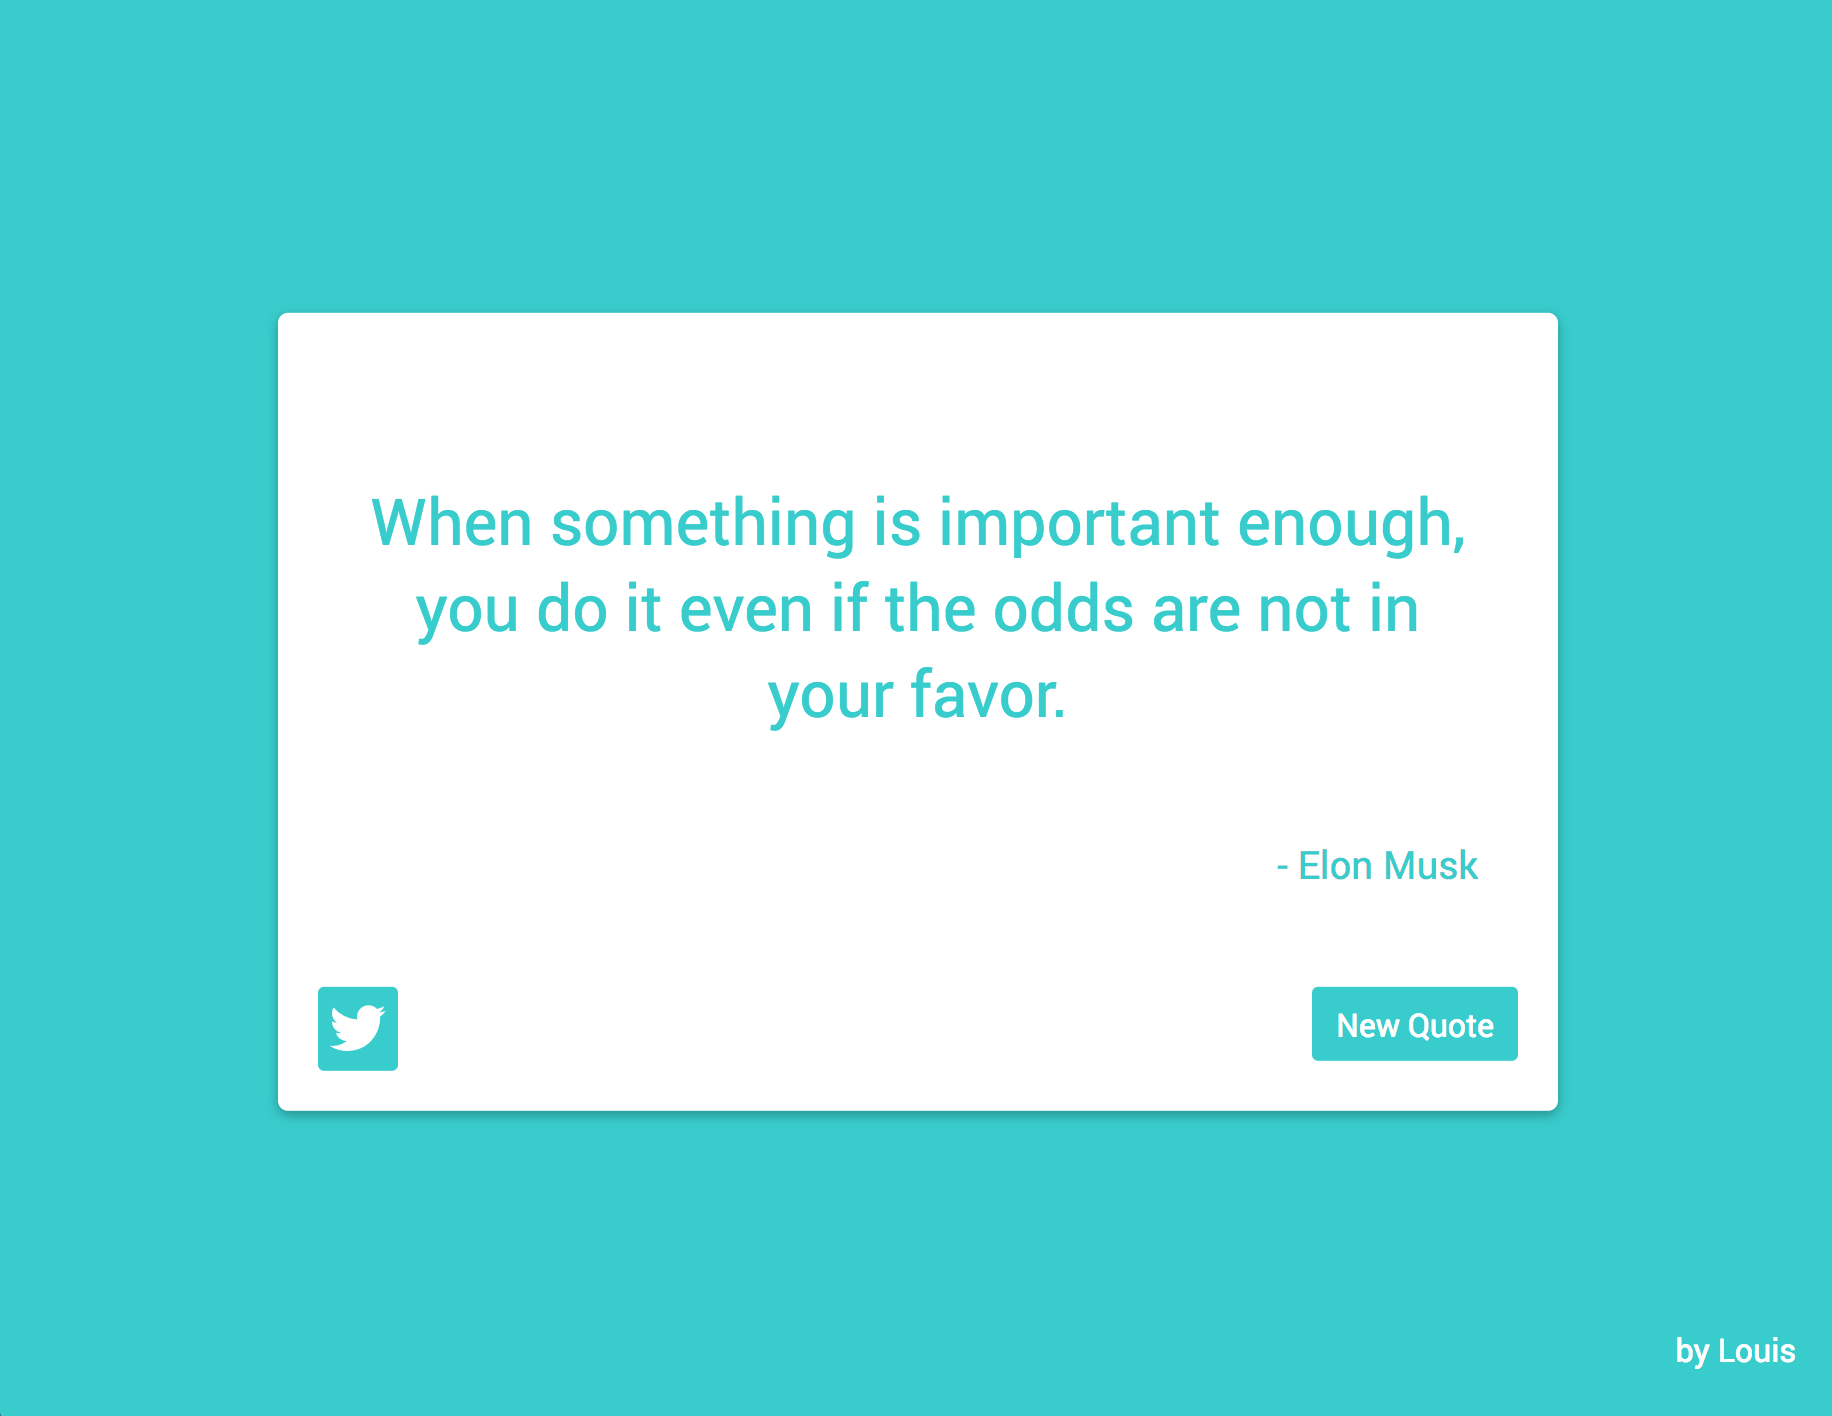 When something is important enough,
you do it even if the odds are not in
your favor.
- Elon Musk
New Quote
by Louis